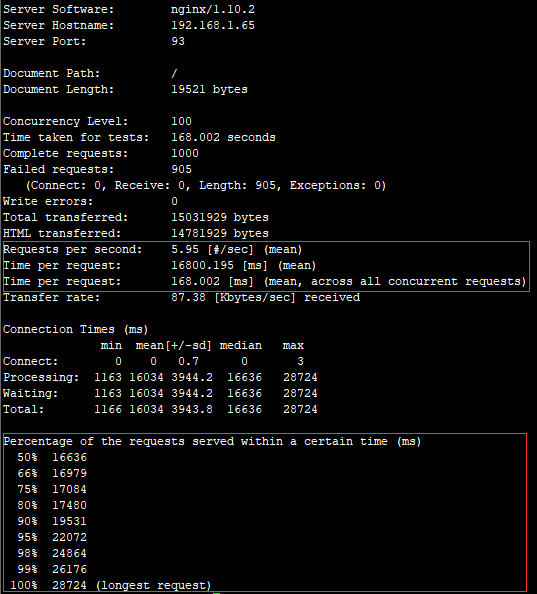 Server Software:        nginx/1.10.2
Server Hostname:        192.168.1.65
Server Port:            93
Document Path:          /
Document Length:        19521 bytes
Concurrency Level:      100
Time taken for tests:   168.002 seconds
Complete requests:      1000
Failed requests:        905
   (Connect: 0, Receive: 0, Length: 905, Exceptions: 0)
Write errors:           0
Total transferred:      15031929 bytes
HTML transferred:       14781929 bytes
Requests per second:    5.95 [#/sec] (mean)
Time per request:       16800.195 [ms] (mean)
Time per request:       168.002 [ms] (mean, across all concurrent requests)
Transfer rate:          87.38 [Kbytes/sec] received
Connection Times (ms)
              min  mean[+/-sd] median   max
Connect:        0    0   0.7      0       3
Processing:  1163 16034 3944.2  16636   28724
Waiting:     1163 16034 3944.2  16636   28724
Total:       1166 16034 3943.8  16636   28724
Percentage of the requests served within a certain time (ms)
  50%  16636
  66%  16979
  75%  17084
  80%  17480
  90%  19531
  95%  22072
  98%  24864
  99%  26176
 100%  28724 (longest request)